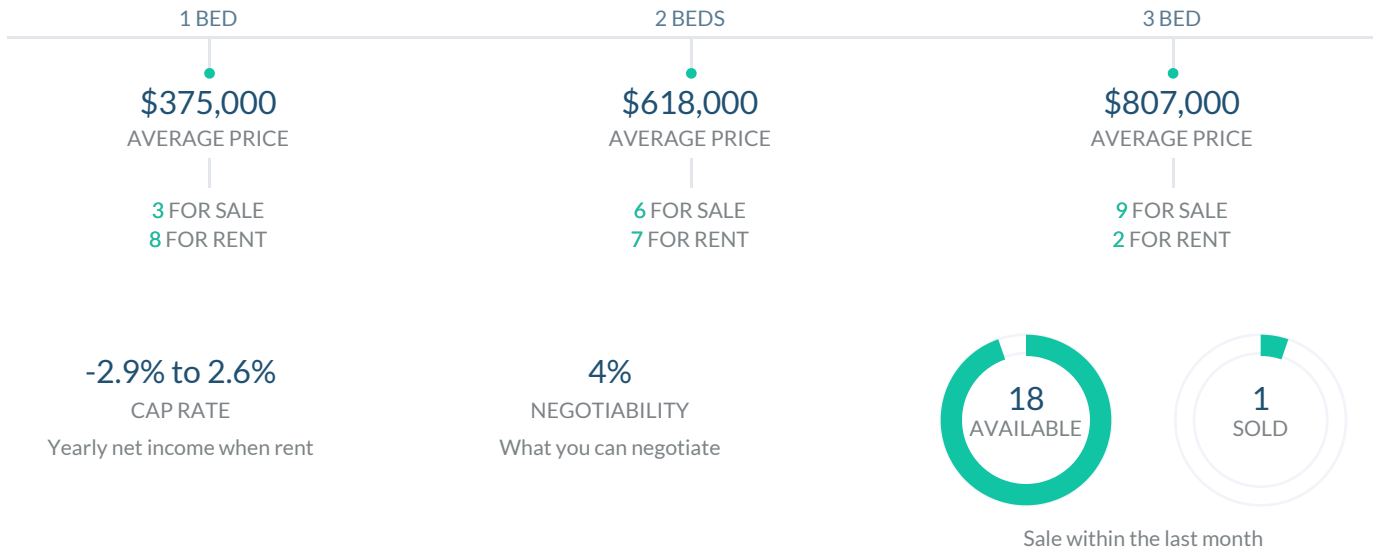 1 BED
$375,000
AVERAGE PRICE
3 FOR SALE
8 FOR RENT
2 BEDS
$618,000
AVERAGE PRICE
6 FOR SALE
7 FOR RENT
3 BED
$807,000
AVERAGE PRICE
9 FOR SALE
2 FOR RENT
-2.9% to 2.6%
CAP RATE
Yearly net income when rent
4%
NEGOTIABILITY
What you can negotiate
18
AVAILABLE
1
SOLD
Sale within the last month